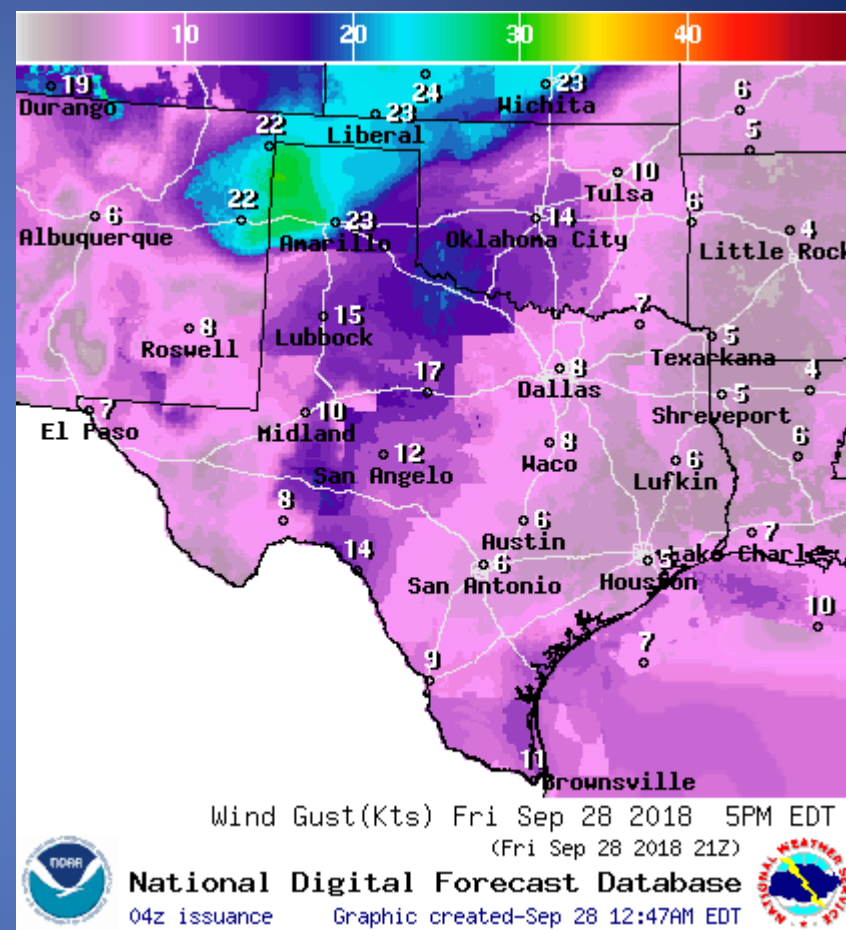 10 20 30 40
19 Durango
24
23 Wichita
23 Liberal
6
5
22
10 Tulsa
22
23 Amarillo
14 Oklahoma City
6
4 Little Rock
6 Albuquerque
8 Roswell
15 Lubbock
7
5 Texarkana
17
8 Dallas
5 Shreveport
4
7 El Paso
10 Midland
12 San Angelo
8 Waco
6 Lufkin
6
8
6 Austin
7 Lake Charles
14
6 San Antonio
5 Houston
10
7
9
11 Brownsville
Wind Gust(Kts) Fri Sep 28 2018 5PM EDT
(Fri Sep 28 2018 21Z)
NOAA
National Digital Forecast Database
04z issuance Graphic created-Sep 28 12:47AM EDT
NATIONAL WEATHER SERVICE